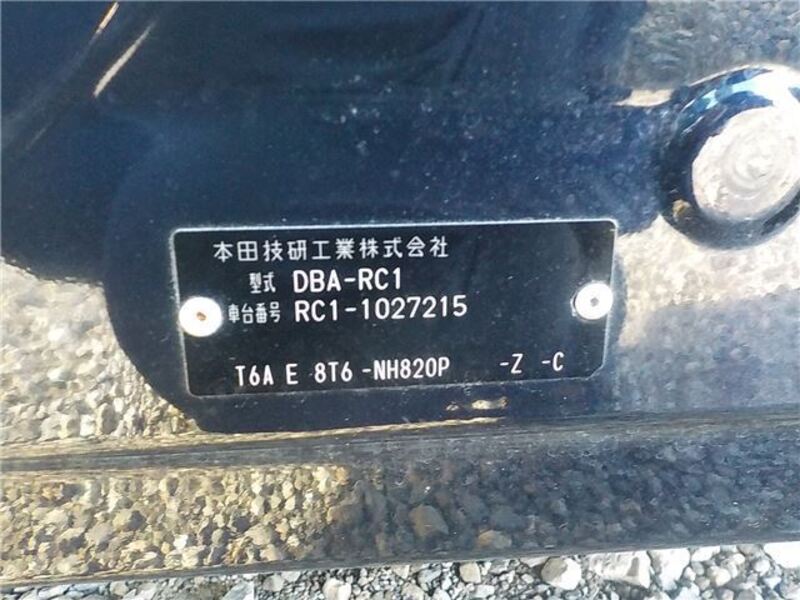 本田技研工業株式会社
型式 DBA-RC1
車台番号 RC1-1027215
T6A E 8T6 -NH820P -Z -C